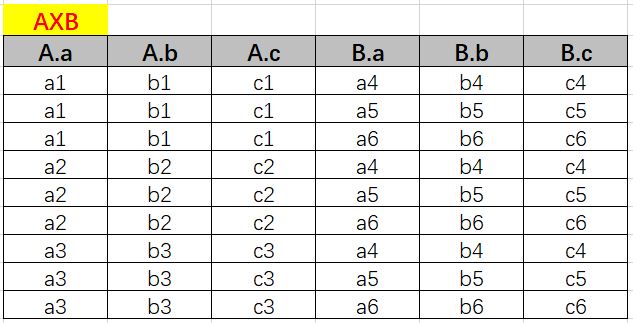 AXB
A.a A.b A.c B.a B.b B.c
a1 b1 c1 a4 b4 c4
a1 b1 c1 a5 b5 c5
a1 b1 c1 a6 b6 c6
a2 b2 c2 a4 b4 c4
a2 b2 c2 a5 b5 c5
a2 b2 c2 a6 b6 c6
a3 b3 c3 a4 b4 c4
a3 b3 c3 a5 b5 c5
a3 b3 c3 a6 b6 c6